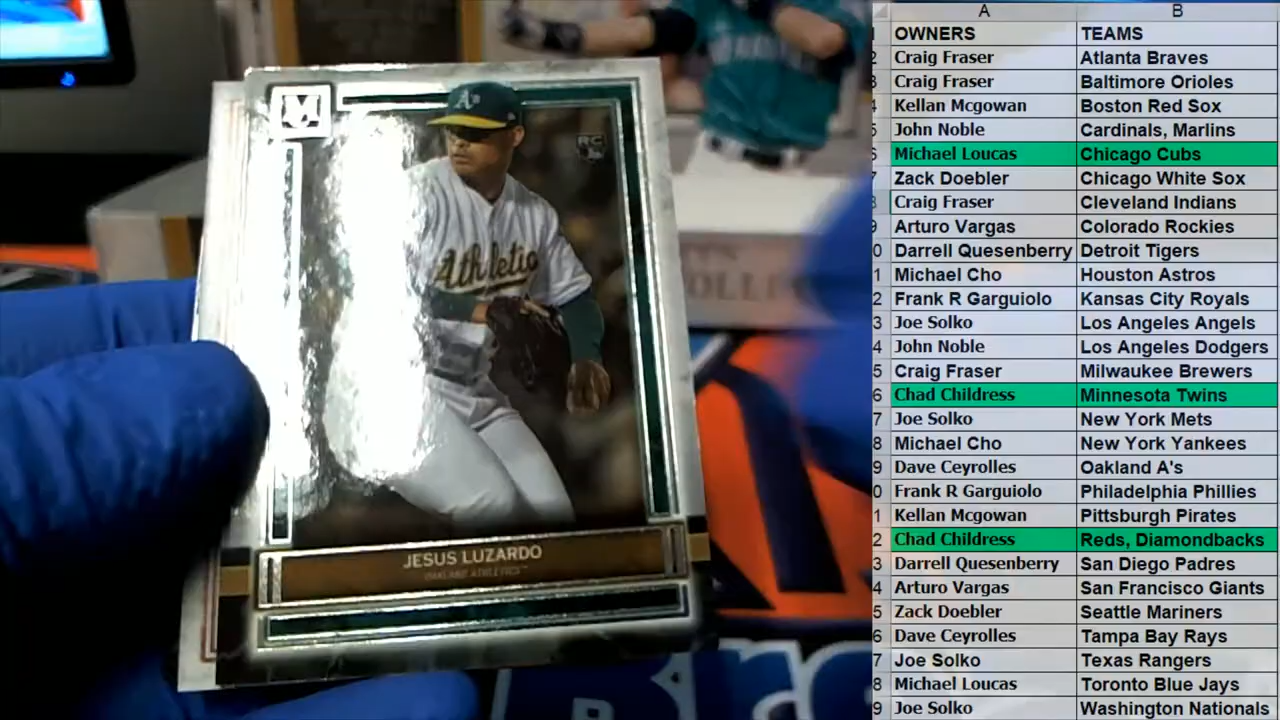 A's
RC
Athletic
JESUS LUZARDO
OAKLAND ATHLETICS™
A B
OWNERS TEAMS
Craig Fraser Atlanta Braves
Craig Fraser Baltimore Orioles
Kellan Mcgowan Boston Red Sox
John Noble Cardinals, Marlins
Michael Loucas Chicago Cubs
Zack Doebler Chicago White Sox
Craig Fraser Cleveland Indians
Arturo Vargas Colorado Rockies
Darrell Quesenberry Detroit Tigers
Michael Cho Houston Astros
Frank R Garguiolo Kansas City Royals
Joe Solko Los Angeles Angels
John Noble Los Angeles Dodgers
Craig Fraser Milwaukee Brewers
Chad Childress Minnesota Twins
Joe Solko New York Mets
Michael Cho New York Yankees
Dave Ceyrolles Oakland A's
Frank R Garguiolo Philadelphia Phillies
Kellan Mcgowan Pittsburgh Pirates
Chad Childress Reds, Diamondbacks
Darrell Quesenberry San Diego Padres
Arturo Vargas San Francisco Giants
Zack Doebler Seattle Mariners
Dave Ceyrolles Tampa Bay Rays
Joe Solko Texas Rangers
Michael Loucas Toronto Blue Jays
Joe Solko Washington Nationals